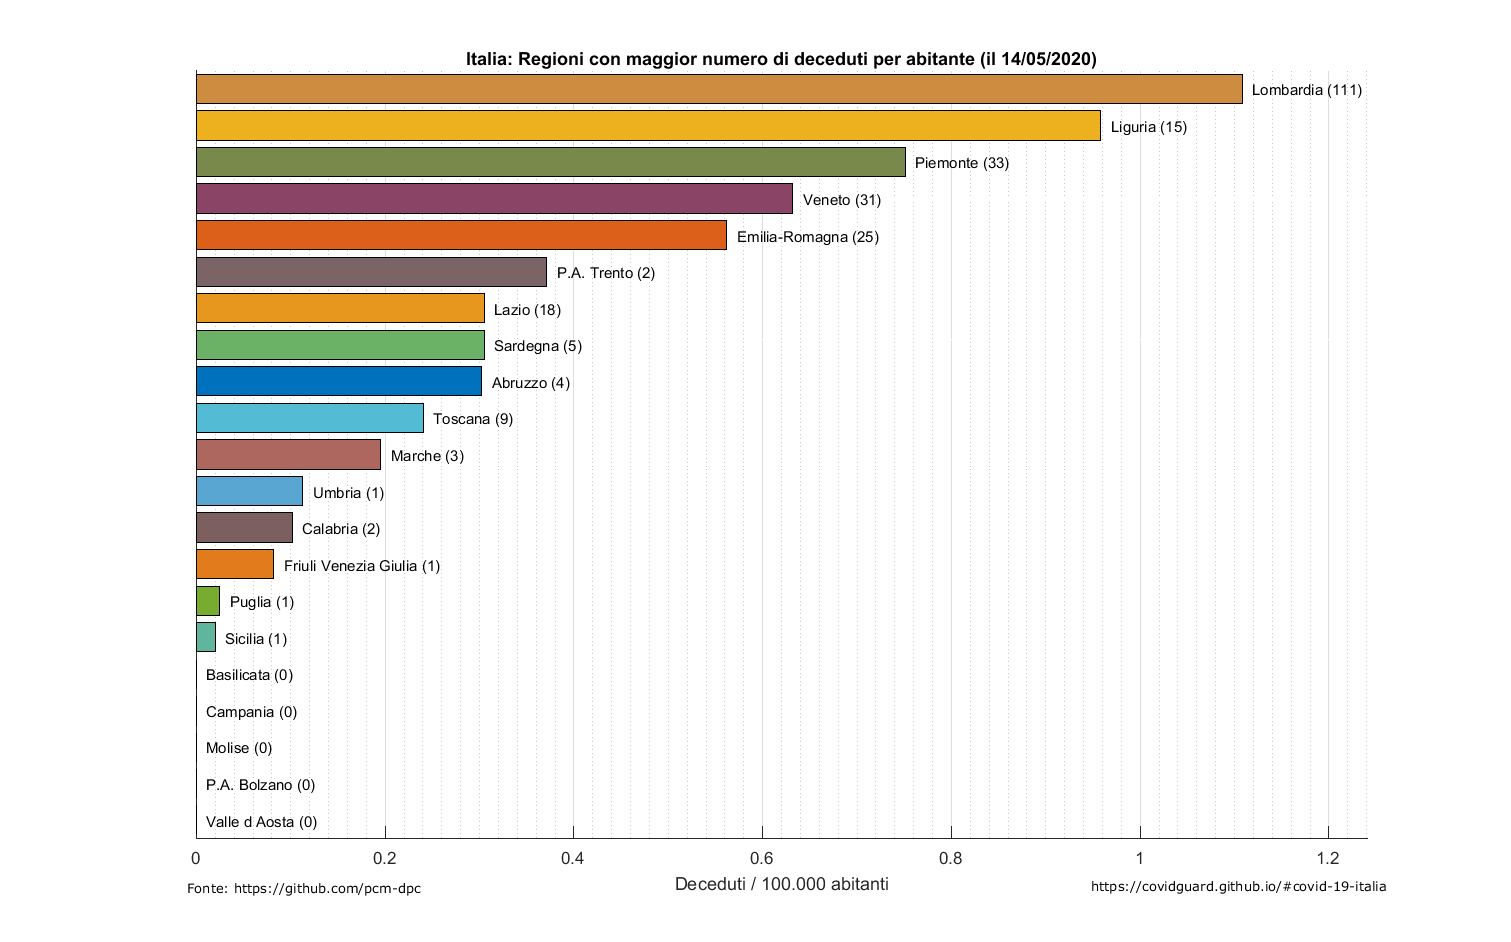 Italia: Regioni con maggior numero di deceduti per abitante (il 14/05/2020)
Lombardia (111)
Liguria (15)
Piemonte (33)
Veneto (31)
Emilia-Romagna (25)
P.A. Trento (2)
Lazio (18)
Sardegna (5)
Abruzzo (4)
Toscana (9)
Marche (3)
Umbria (1)
Calabria (2)
Friuli Venezia Giulia (1)
Puglia (1)
Sicilia (1)
Basilicata (0)
Campania (0)
Molise (0)
P.A. Bolzano (0)
Valle d Aosta (0)
0 0.2 0.4 0.6 0.8 1 1.2
Deceduti / 100.000 abitanti
Fonte: https://github.com/pcm-dpc
https://covidguard.github.io/#covid-19-italia